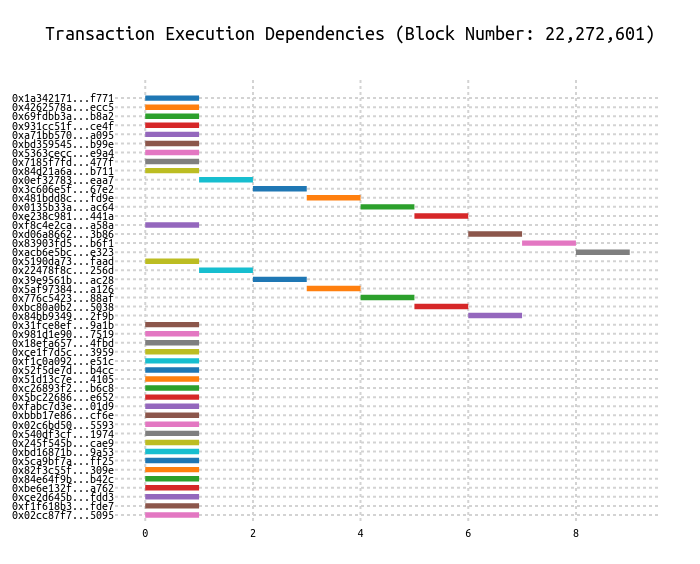 Transaction Execution Dependencies (Block Number: 22,272,601)
0x1a342171...f771
0x4262578a...ecc5
0x69fdbb3a...b8a2
0x931cc51f...ce4f
0xa71bb570...a095
0xbd359545...b99e
0x5363cecc...e9a4
0x7185f7fd...477f
0x84d21a6a...b711
0x0ef32783...eaa7
0x3c606e5f...67e2
0x481bdd8c...fd9e
0x0135b33a...ac64
0xe238c981...441a
0xf8c4e2ca...a58a
0xd06a8662...3b86
0x83903fd5...b6f1
0xacb6e5bc...e323
0x5190da73...faad
0x22478f8c...256d
0x39e9561b...ac28
0x5af97384...a126
0x776c5423...88af
0xbc80a0b2...5038
0x84bb9349...2f9b
0x31fce8ef...9a1b
0x981d1e90...7519
0x18efa657...4fbd
0xce1f7d5c...3959
0xf1c0a092...e51c
0x52f5de7d...b4cc
0x51d13c7e...4105
0xc26893f2...b6c8
0x5bc22686...e652
0xfabc7d3e...01d9
0xbbb17e86...cf6e
0x02c6bd50...5593
0x540df3cf...1974
0x245f545b...cae9
0xbd16871b...9a53
0x5ca9bf7a...ff25
0x82f3c55f...309e
0x84e64f9b...b42c
0xbe6e132f...a762
0xce2d645b...fdd3
0xf1f618b3...fde7
0x02cc87f7...5095
0 2 4 6 8